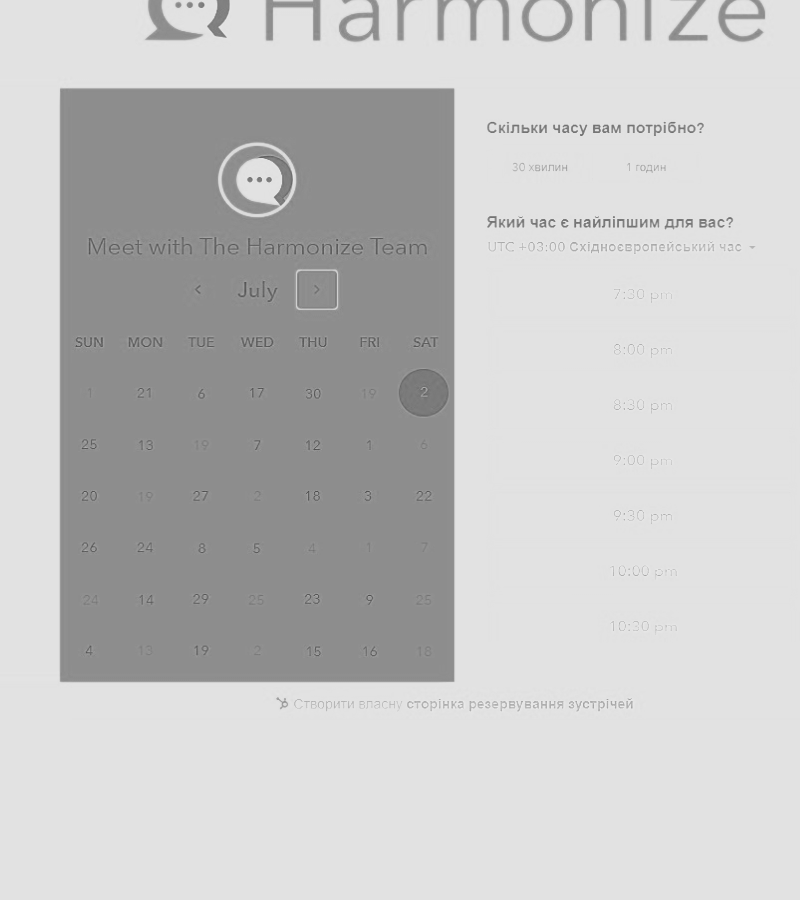 Harmonize
Meet with The Harmonize Team
July
SUN MON TUE WED THU FRI SAT
1 21 6 17 30 19 2
25 13 19 7 12 1 6
20 19 27 2 18 3 22
26 24 8 5 4 1 7
24 14 29 25 23 9 25
4 13 19 2 15 16 18
Скільки часу вам потрібно?
30 хвилин 1 годин
Який час є найліпшим для вас?
UTC +03:00 Східноєвропейський час
7:30 pm
8:00 pm
8:30 pm
9:00 pm
9:30 pm
10:00 pm
10:30 pm
Створити власну сторінка резервування зустрічей